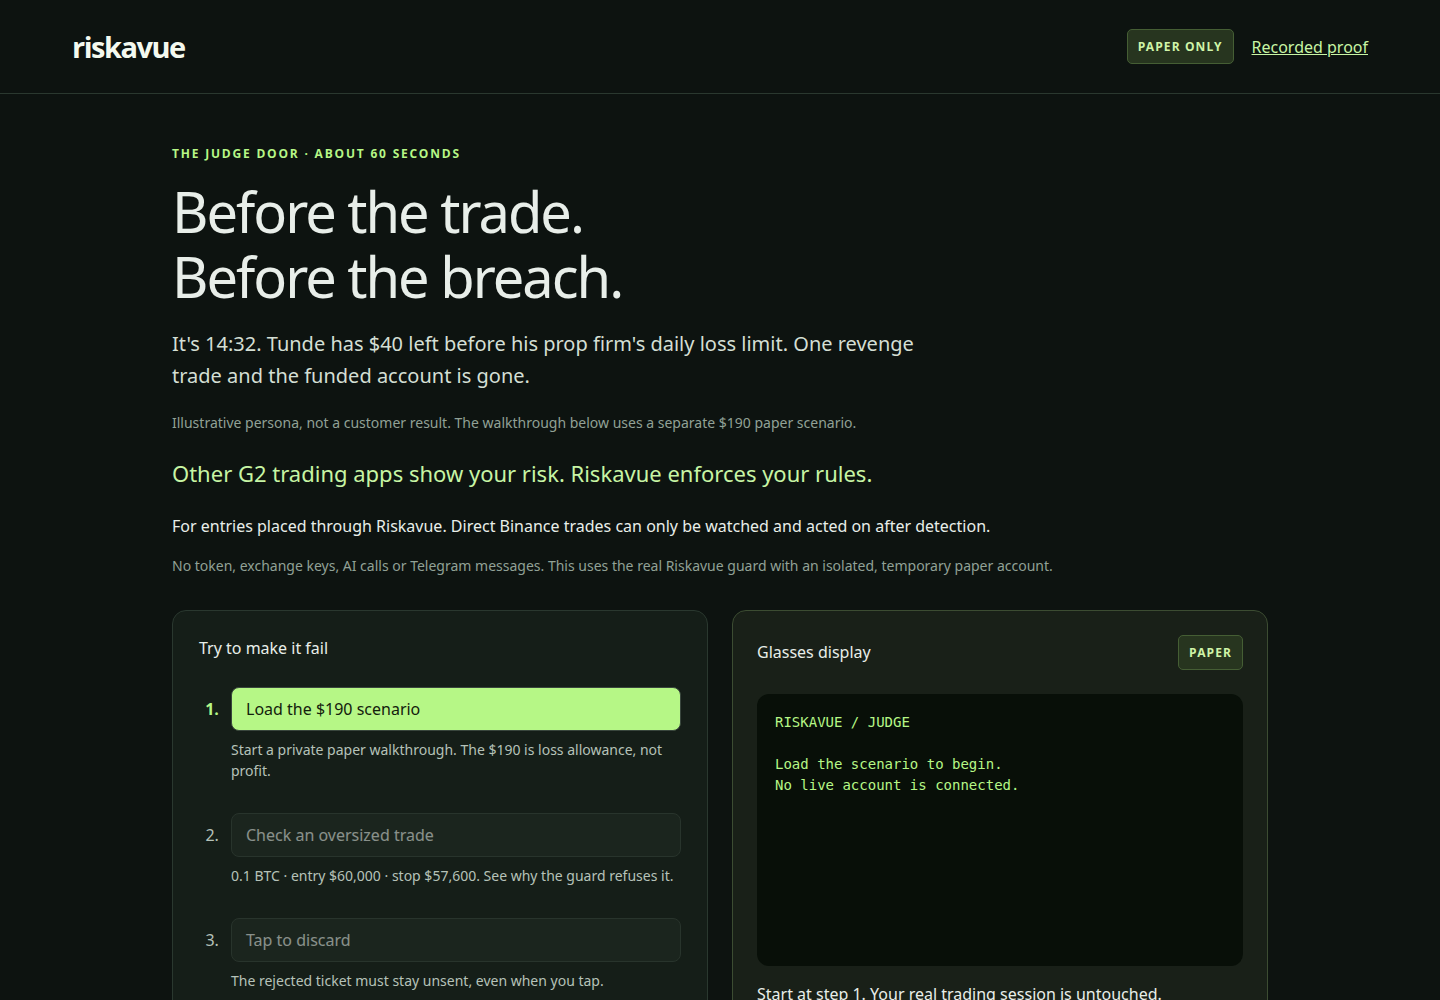 riskavue
PAPER ONLY
Recorded proof
THE JUDGE DOOR · ABOUT 60 SECONDS
Before the trade.
Before the breach.
It's 14:32. Tunde has $40 left before his prop firm's daily loss limit. One revenge
trade and the funded account is gone.
Illustrative persona, not a customer result. The walkthrough below uses a separate $190 paper scenario.
Other G2 trading apps show your risk. Riskavue enforces your rules.
For entries placed through Riskavue. Direct Binance trades can only be watched and acted on after detection.
No token, exchange keys, AI calls or Telegram messages. This uses the real Riskavue guard with an isolated, temporary paper account.
Try to make it fail
1. Load the $190 scenario
Start a private paper walkthrough. The $190 is loss allowance, not
profit.
2. Check an oversized trade
0.1 BTC · entry $60,000 · stop $57,600. See why the guard refuses it.
3. Tap to discard
The rejected ticket must stay unsent, even when you tap.
Glasses display
PAPER
RISKAVUE / JUDGE
Load the scenario to begin.
No live account is connected.
Start at step 1. Your real trading session is untouched.